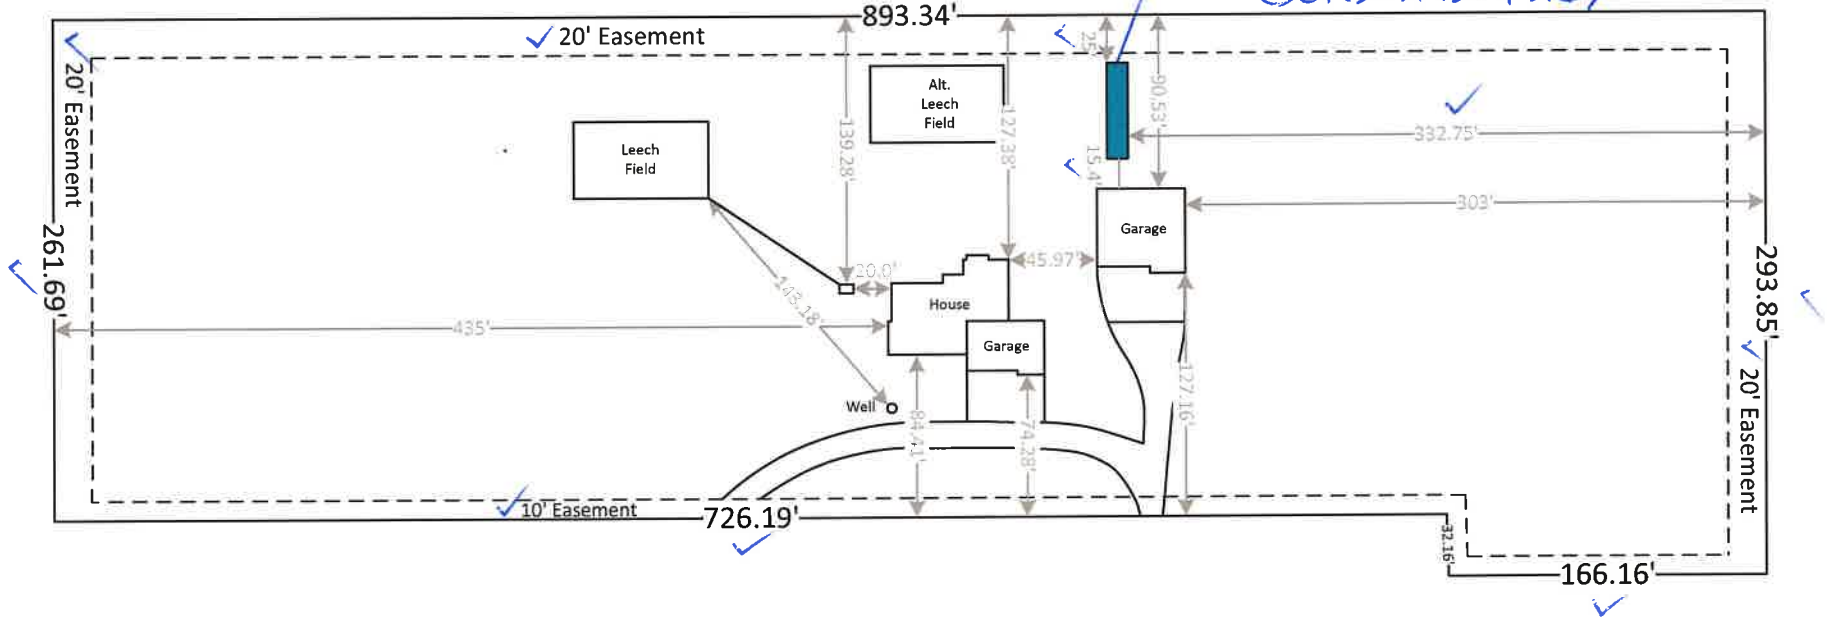 893.34'
20' Easement
20' Easement
25'
Alt.
Leech
Field
90.53'
139.28'
127.38'
332.75'
Leech
Field
15.4'
303'
Garage
261.69'
45.97'
20.0'
293.85'
143.18'
House
435'
Garage
127.16'
20' Easement
Well
84.41'
74.28'
10' Easement
726.19'
32.16'
166.16'